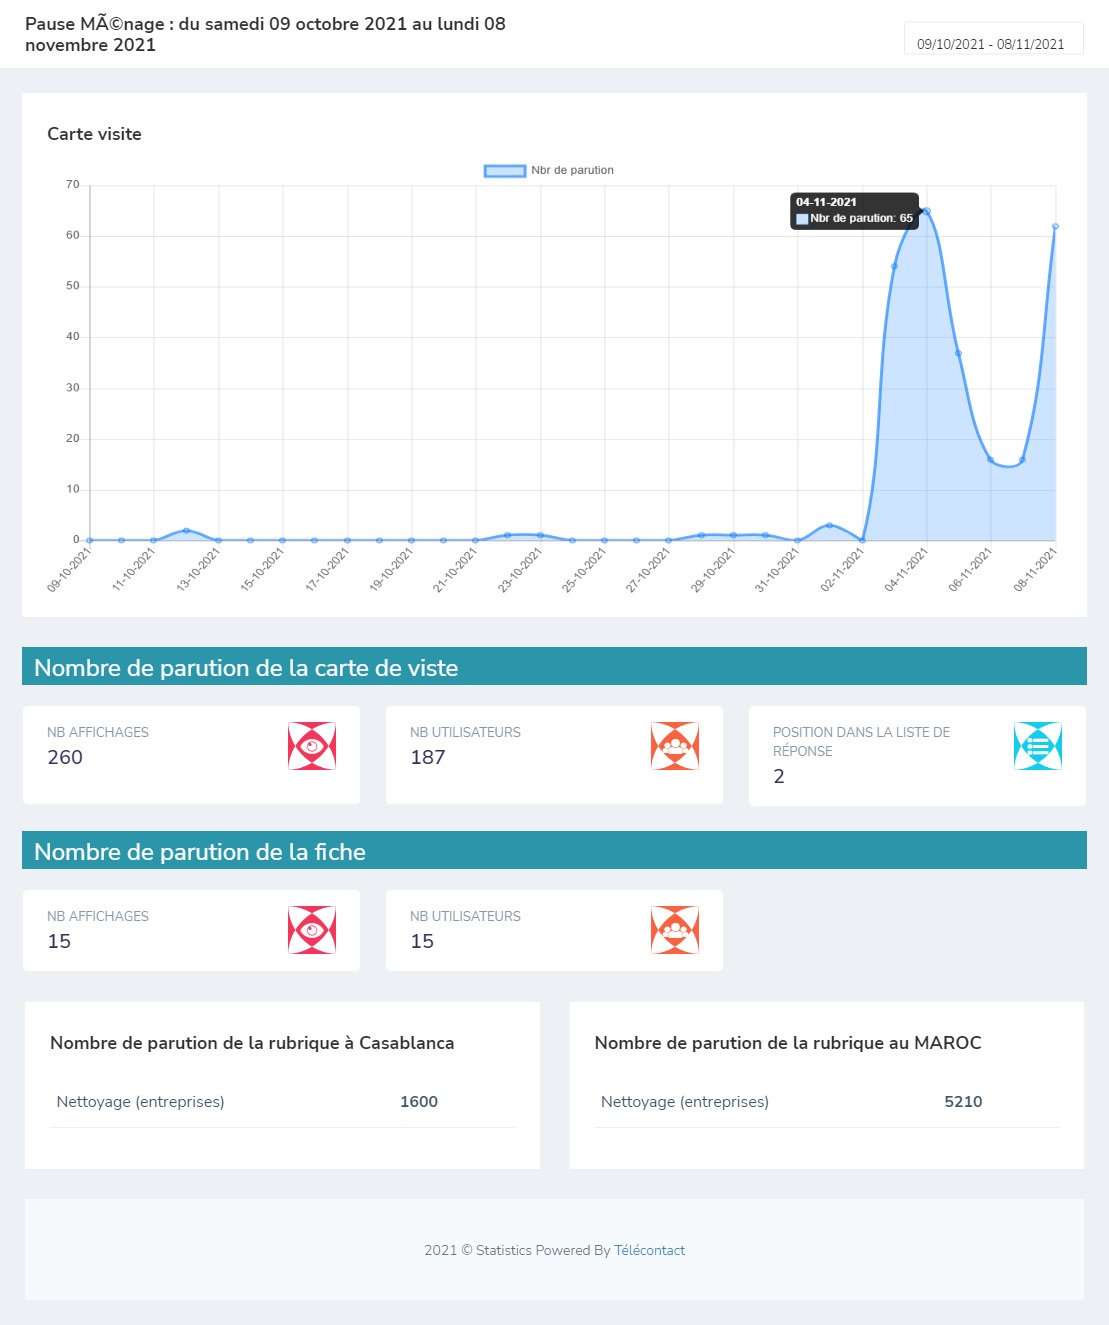 Pause MÃ©nage : du samedi 09 octobre 2021 au lundi 08
novembre 2021
09/10/2021 - 08/11/2021
Carte visite
Nbr de parution
70
60
50
40
30
20
10
0
04-11-2021
Nbr de parution: 65
09-10-2021
11-10-2021
13-10-2021
15-10-2021
17-10-2021
19-10-2021
21-10-2021
23-10-2021
25-10-2021
27-10-2021
29-10-2021
31-10-2021
02-11-2021
04-11-2021
06-11-2021
08-11-2021
Nombre de parution de la carte de viste
NB AFFICHAGES
260
NB UTILISATEURS
187
POSITION DANS LA LISTE DE
RÉPONSE
2
Nombre de parution de la fiche
NB AFFICHAGES
15
NB UTILISATEURS
15
Nombre de parution de la rubrique à Casablanca
Nettoyage (entreprises) 1600
Nombre de parution de la rubrique au MAROC
Nettoyage (entreprises) 5210
2021 © Statistics Powered By Télécontact